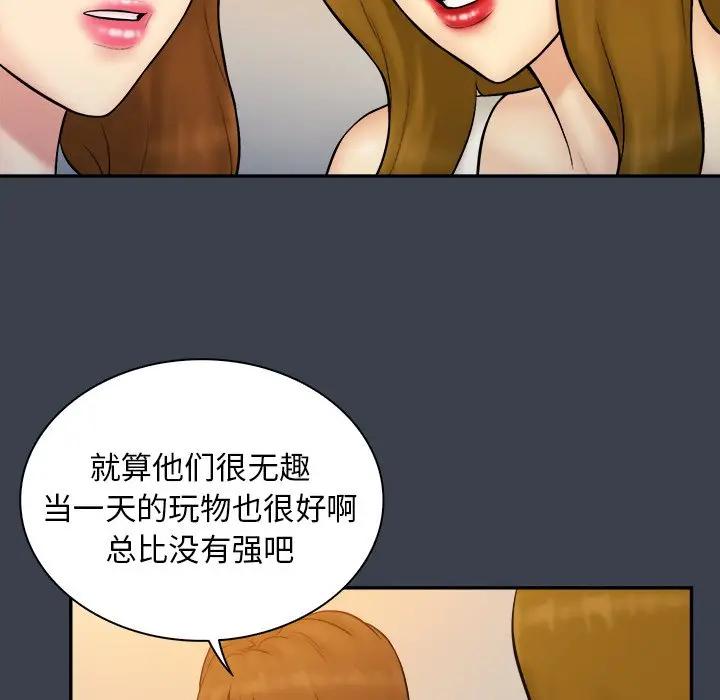 就算他们很无趣
当一天的玩物也很好啊
总比没有强吧